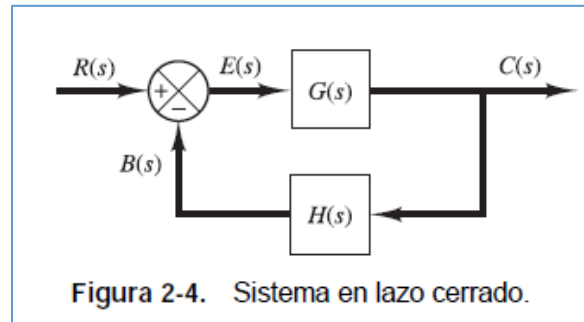 R(s) E(s) C(s)
+ G(s)
−
B(s)
H(s)
Figura 2-4. Sistema en lazo cerrado.